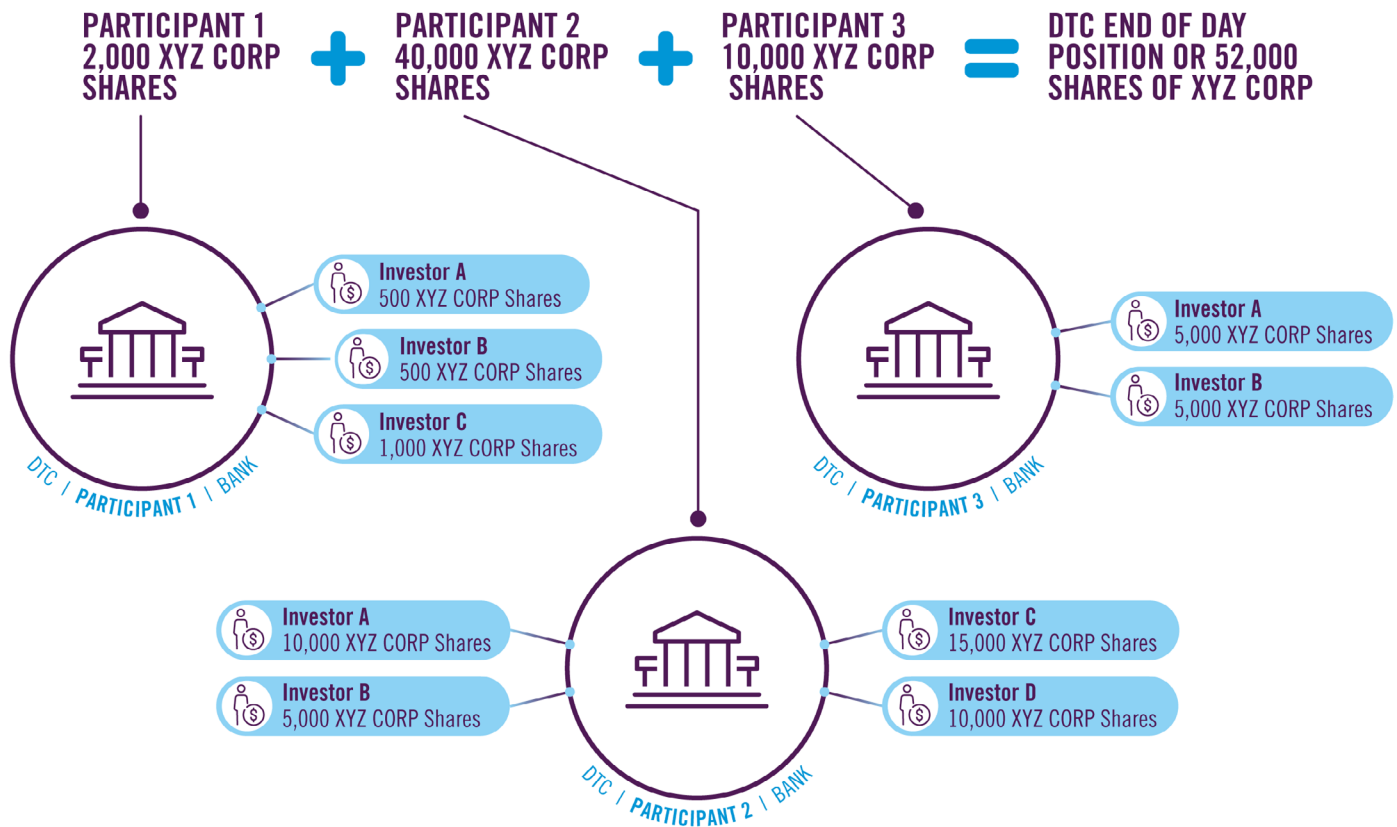 PARTICIPANT 1
2,000 XYZ CORP
SHARES
+
PARTICIPANT 2
40,000 XYZ CORP
SHARES
+
PARTICIPANT 3
10,000 XYZ CORP
SHARES
=
DTC END OF DAY
POSITION OR 52,000
SHARES OF XYZ CORP
Investor A
500 XYZ CORP Shares
Investor B
500 XYZ CORP Shares
Investor C
1,000 XYZ CORP Shares
DTC | PARTICIPANT 1 | BANK
Investor A
5,000 XYZ CORP Shares
Investor B
5,000 XYZ CORP Shares
DTC | PARTICIPANT 3 | BANK
Investor A
10,000 XYZ CORP Shares
Investor B
5,000 XYZ CORP Shares
Investor C
15,000 XYZ CORP Shares
Investor D
10,000 XYZ CORP Shares
DTC | PARTICIPANT 2 | BANK